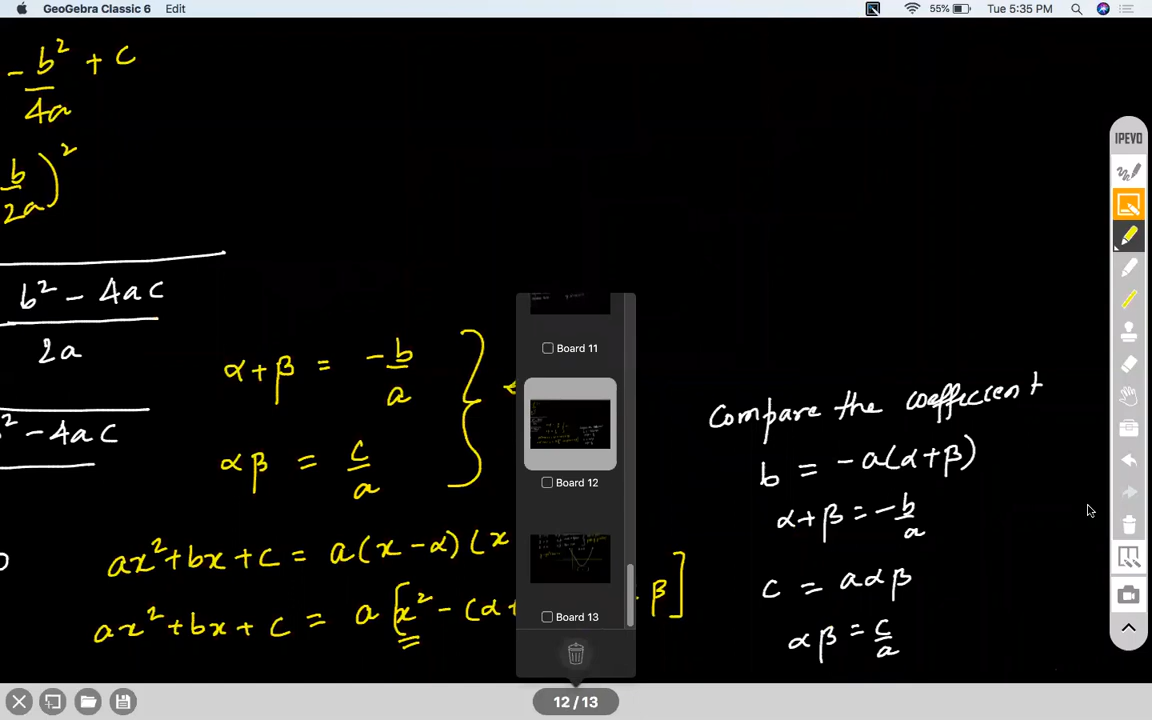 GeoGebra Classic 6 Edit 55% Tue 5:35 PM
IPEVO
-b²/4a + c
b/2a)²
b² - 4ac
2a
² - 4ac
α+β = -b/a
αβ = c/a
ax²+bx+c = a(x-α)(x
ax²+bx+c = a[x² - (α+
β]
Board 11
Board 12
Board 13
12/13
Compare the coefficient
b = -a(α+β)
α+β = -b/a
c = aαβ
αβ = c/a